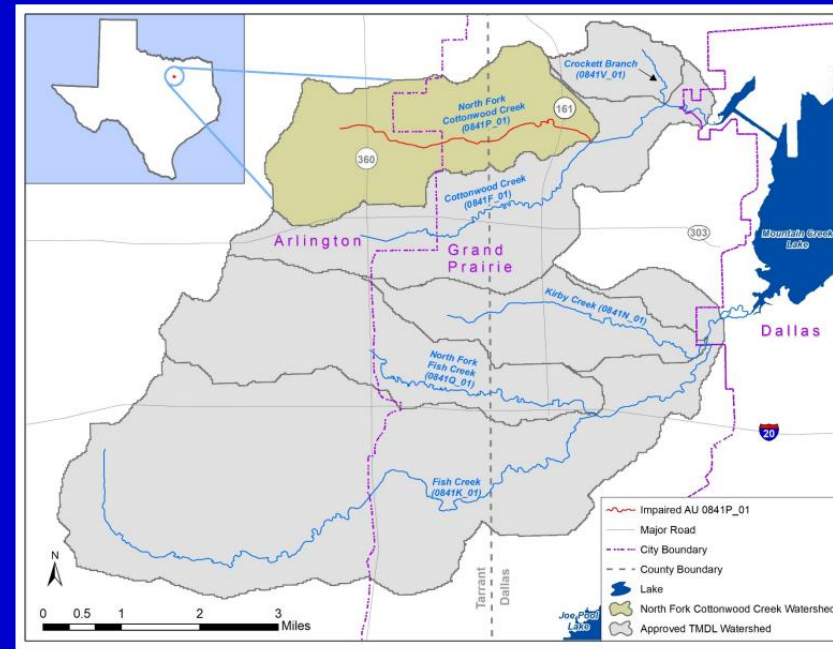 Crockett Branch
(0841V_01)
North Fork
Cottonwood Creek
(0841P_01)
161
360
Cottonwood Creek
(0841F_01)
303
Mountain Creek
Lake
Arlington
Grand
Prairie
Kirby Creek (0841N_01)
Dallas
North Fork
Fish Creek
(0841Q_01)
20
Fish Creek
(0841K_01)
Tarrant
Dallas
N
0 0.5 1 2 3
Miles
Joe Pool
Lake
Impaired AU 0841P_01
Major Road
City Boundary
County Boundary
Lake
North Fork Cottonwood Creek Watershed
Approved TMDL Watershed